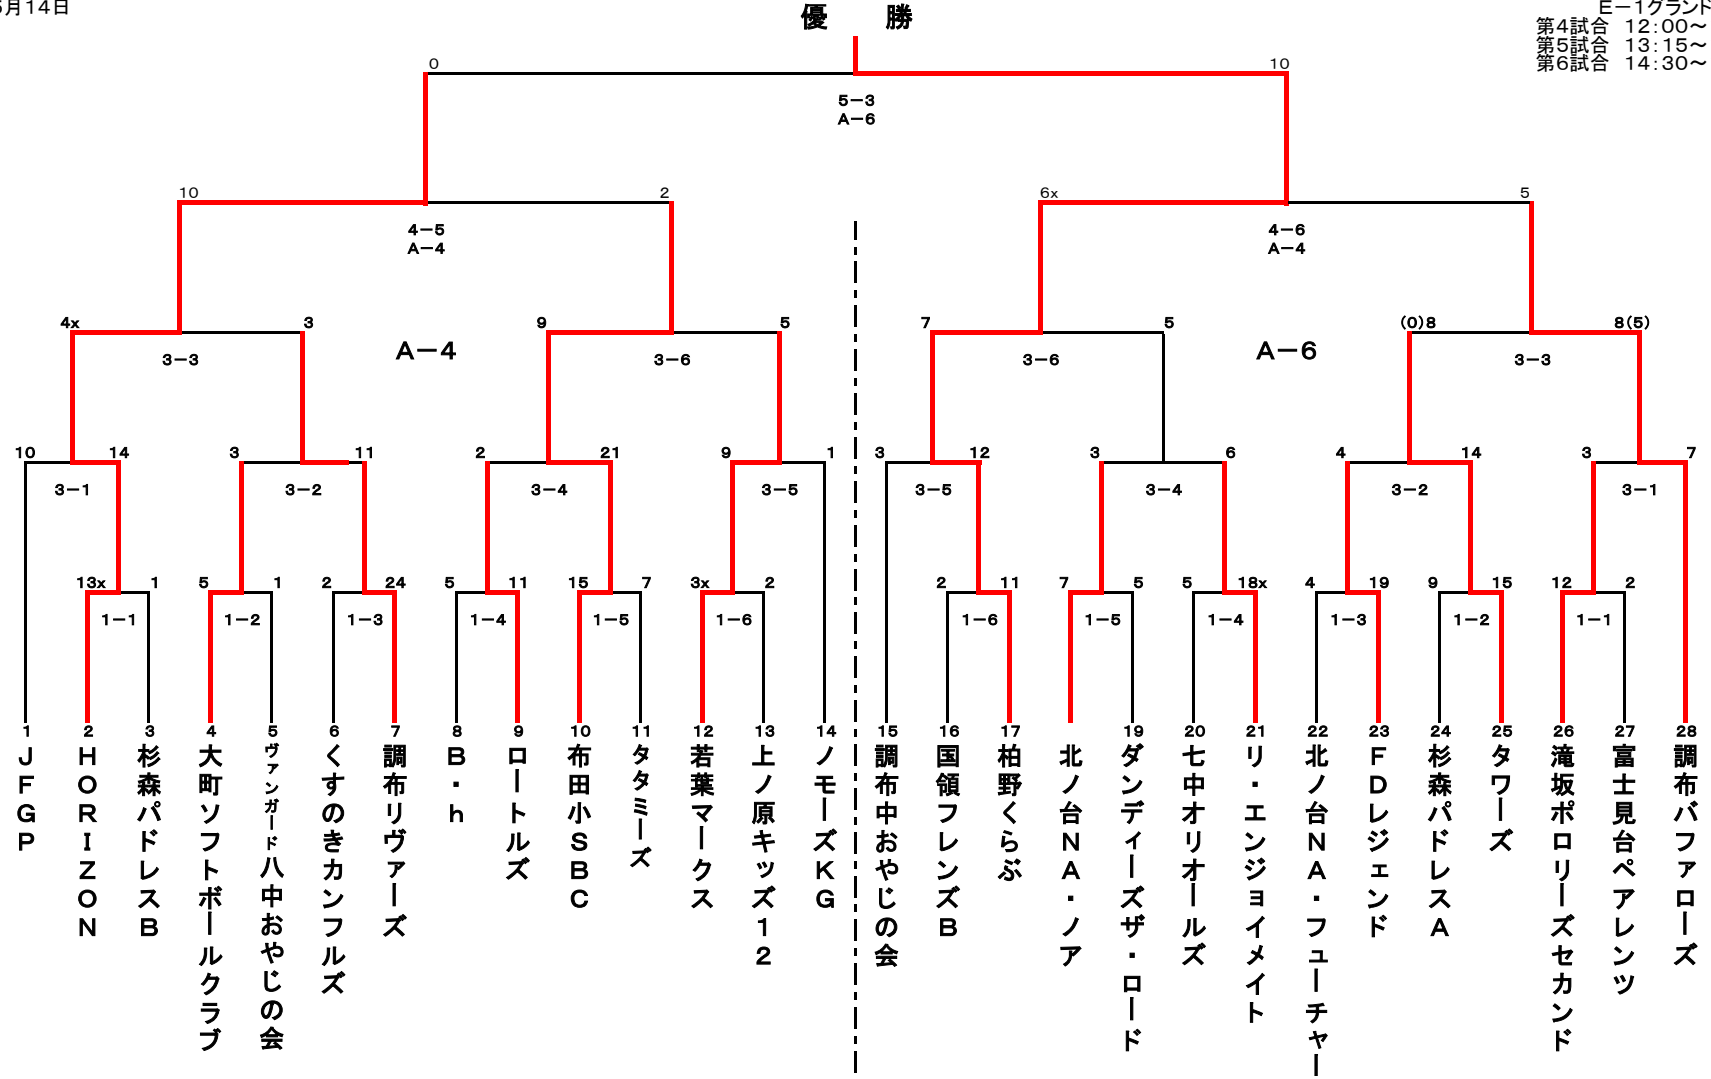 5月14日
優　勝
E－1グランド
第4試合　12：00～
第5試合　13：15～
第6試合　14：30～
0
10
5－3
A－6
10
2
6x
5
4－5
A－4
4－6
A－4
4x
3
9
5
7
5
(0)8
8(5)
3－3
A－4
3－6
3－6
A－6
3－3
10
14
3
11
2
21
9
1
3
12
3
6
4
14
3
7
3－1
3－2
3－4
3－5
3－5
3－4
3－2
3－1
13x
1
5
1
2
24
5
11
15
7
3x
2
2
11
7
5
5
18x
4
19
9
15
12
2
1－1
1－2
1－3
1－4
1－5
1－6
1－6
1－5
1－4
1－3
1－2
1－1
1
2
3
4
5
6
7
8
9
10
11
12
13
14
15
16
17
19
20
21
22
23
24
25
26
27
28
JFGP
HORIZON
杉森パドレスB
大町ソフトボールクラブ
ヴァンガード八中おやじの会
くすのきカンフルズ
調布リヴァーズ
B・h
ロートルズ
布田小SBC
タタミーズ
若葉マークス
上ノ原キッズ12
ノモーズKG
調布中おやじの会
国領フレンズB
柏野くらぶ
北ノ台NA・ノア
ダンディーズザ・ロード
七中オリオールズ
リ・エンジョイメイト
北ノ台NA・フューチャー
FDレジェンド
杉森パドレスA
タワーズ
滝坂ポロリーズセカンド
富士見台ペアレンツ
調布バファローズ